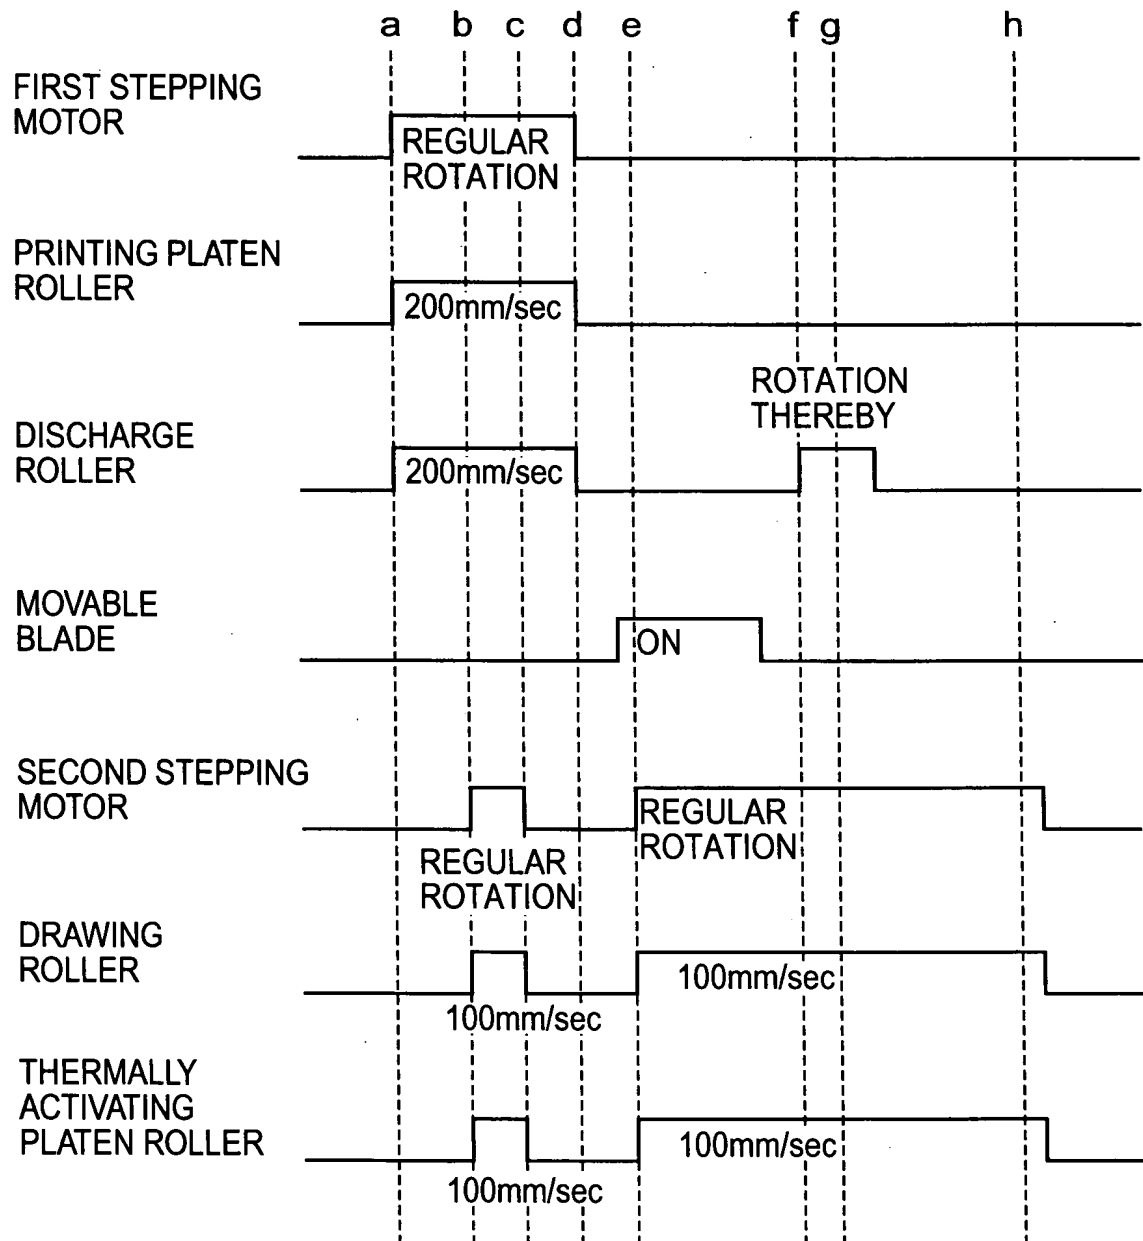 a b c d e f g h
FIRST STEPPING
MOTOR
REGULAR
ROTATION
PRINTING PLATEN
ROLLER
200mm/sec
ROTATION
THEREBY
DISCHARGE
ROLLER
200mm/sec
MOVABLE
BLADE
ON
SECOND STEPPING
MOTOR
REGULAR
ROTATION
REGULAR
ROTATION
DRAWING
ROLLER
100mm/sec
100mm/sec
THERMALLY
ACTIVATING
PLATEN ROLLER
100mm/sec
100mm/sec